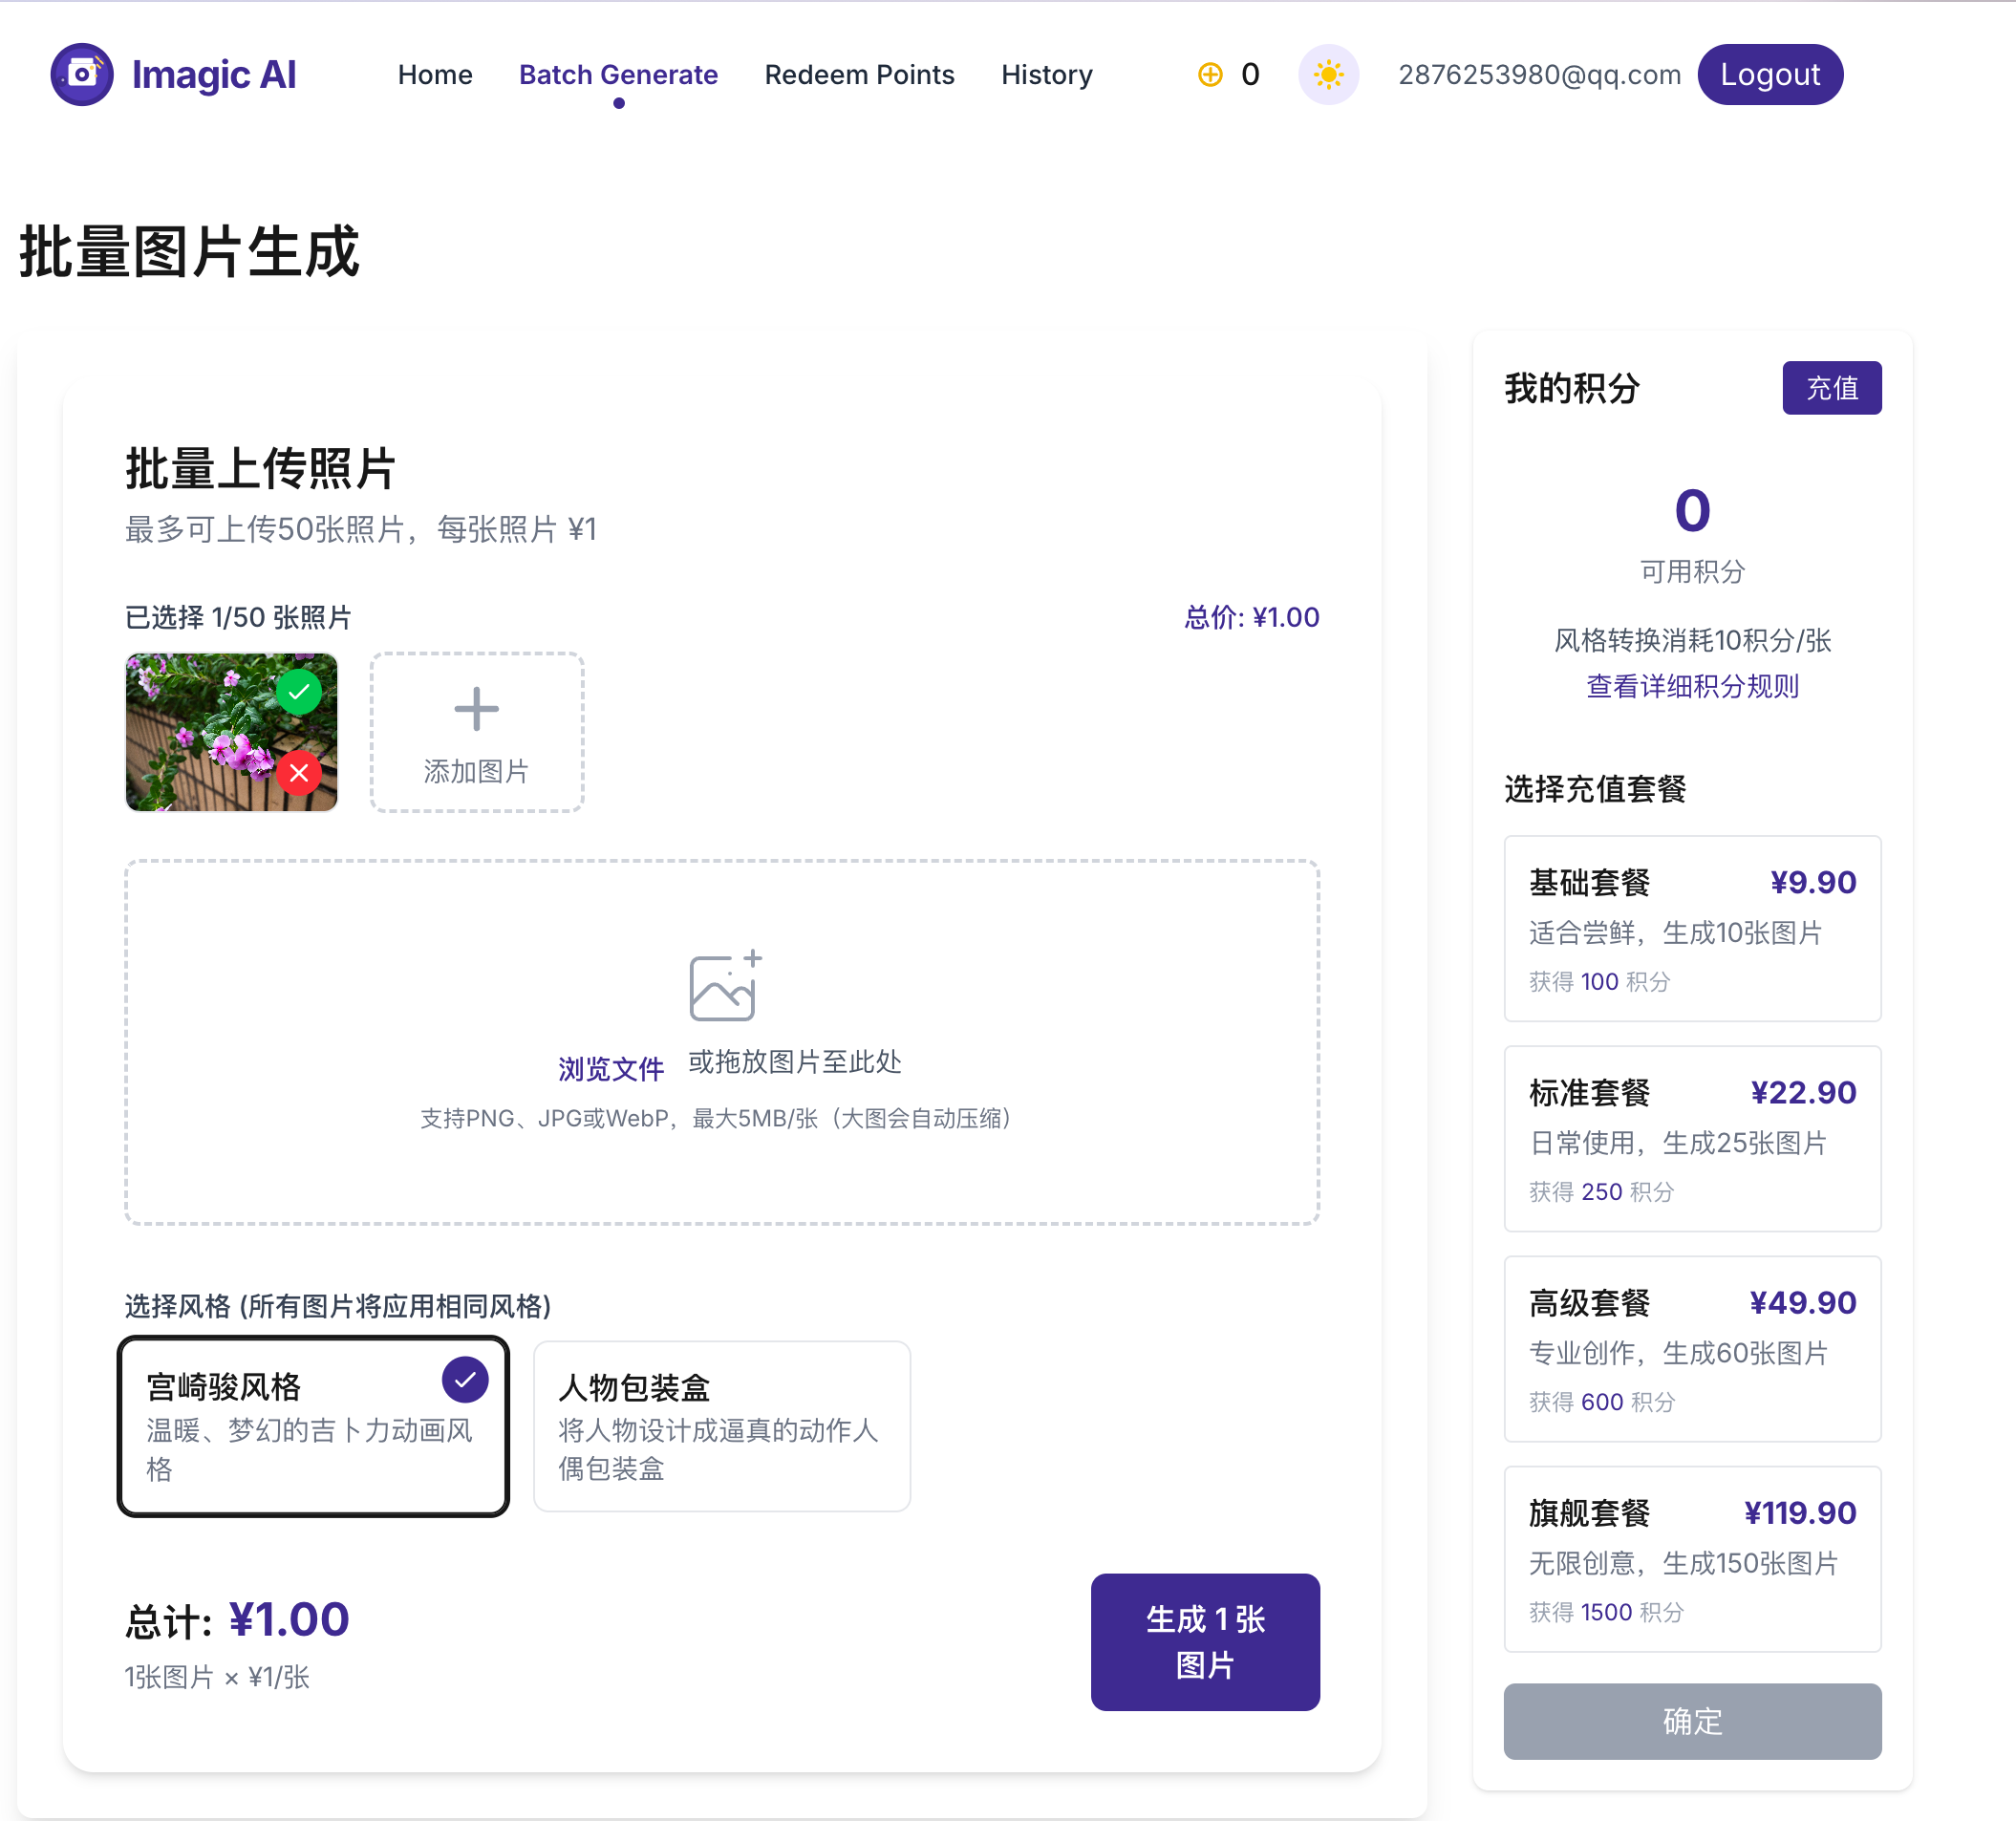 Imagic AI
Home
Batch Generate
Redeem Points
History
0
2876253980@qq.com
Logout
批量图片生成
批量上传照片
最多可上传50张照片，每张照片 ¥1
已选择 1/50 张照片
总价: ¥1.00
添加图片
浏览文件 或拖放图片至此处
支持PNG、JPG或WebP，最大5MB/张（大图会自动压缩）
选择风格 (所有图片将应用相同风格)
宫崎骏风格
温暖、梦幻的吉卜力动画风
格
人物包装盒
将人物设计成逼真的动作人
偶包装盒
总计: ¥1.00
1张图片 × ¥1/张
生成 1 张
图片
我的积分
充值
0
可用积分
风格转换消耗10积分/张
查看详细积分规则
选择充值套餐
基础套餐 ¥9.90
适合尝鲜，生成10张图片
获得 100 积分
标准套餐 ¥22.90
日常使用，生成25张图片
获得 250 积分
高级套餐 ¥49.90
专业创作，生成60张图片
获得 600 积分
旗舰套餐 ¥119.90
无限创意，生成150张图片
获得 1500 积分
确定